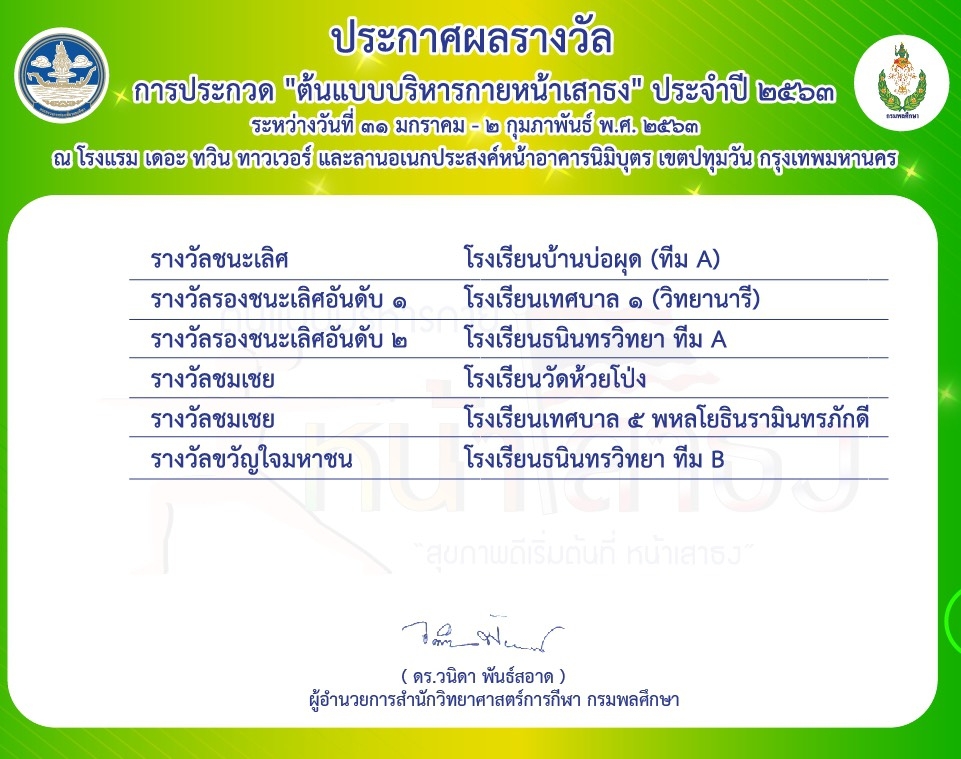 ประกาศผลรางวัล
การประกวด "ต้นแบบบริหารกายหน้าเสาธง" ประจำปี ๒๕๖๓
ระหว่างวันที่ ๓๑ มกราคม - ๒ กุมภาพันธ์ พ.ศ. ๒๕๖๓
ณ โรงแรม เดอะ ทวิน ทาวเวอร์ และลานอเนกประสงค์หน้าอาคารนิมิบุตร เขตปทุมวัน กรุงเทพมหานคร
กรมพลศึกษา
รางวัลชนะเลิศ โรงเรียนบ้านบ่อผุด (ทีม A)
รางวัลรองชนะเลิศอันดับ ๑ โรงเรียนเทศบาล ๑ (วิทยานารี)
รางวัลรองชนะเลิศอันดับ ๒ โรงเรียนธนินทรวิทยา ทีม A
รางวัลชมเชย โรงเรียนวัดห้วยโป่ง
รางวัลชมเชย โรงเรียนเทศบาล ๕ พหลโยธินรามินทรภักดี
รางวัลขวัญใจมหาชน โรงเรียนธนินทรวิทยา ทีม B
ต้นแบบบริหารกาย
หน้าเสาธง
"สุขภาพดีเริ่มต้นที่ หน้าเสาธง"
( ดร.วนิดา พันธ์สอาด )
ผู้อำนวยการสำนักวิทยาศาสตร์การกีฬา กรมพลศึกษา